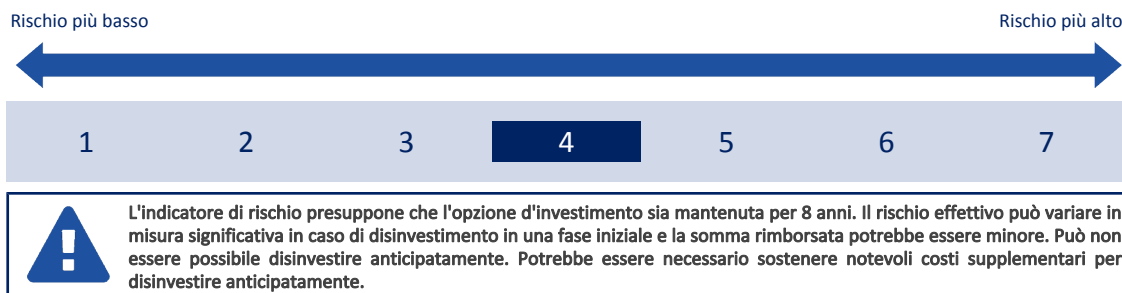 Rischio più basso Rischio più alto
1 2 3 4 5 6 7
L'indicatore di rischio presuppone che l'opzione d'investimento sia mantenuta per 8 anni. Il rischio effettivo può variare in
misura significativa in caso di disinvestimento in una fase iniziale e la somma rimborsata potrebbe essere minore. Può non
essere possibile disinvestire anticipatamente. Potrebbe essere necessario sostenere notevoli costi supplementari per
disinvestire anticipatamente.